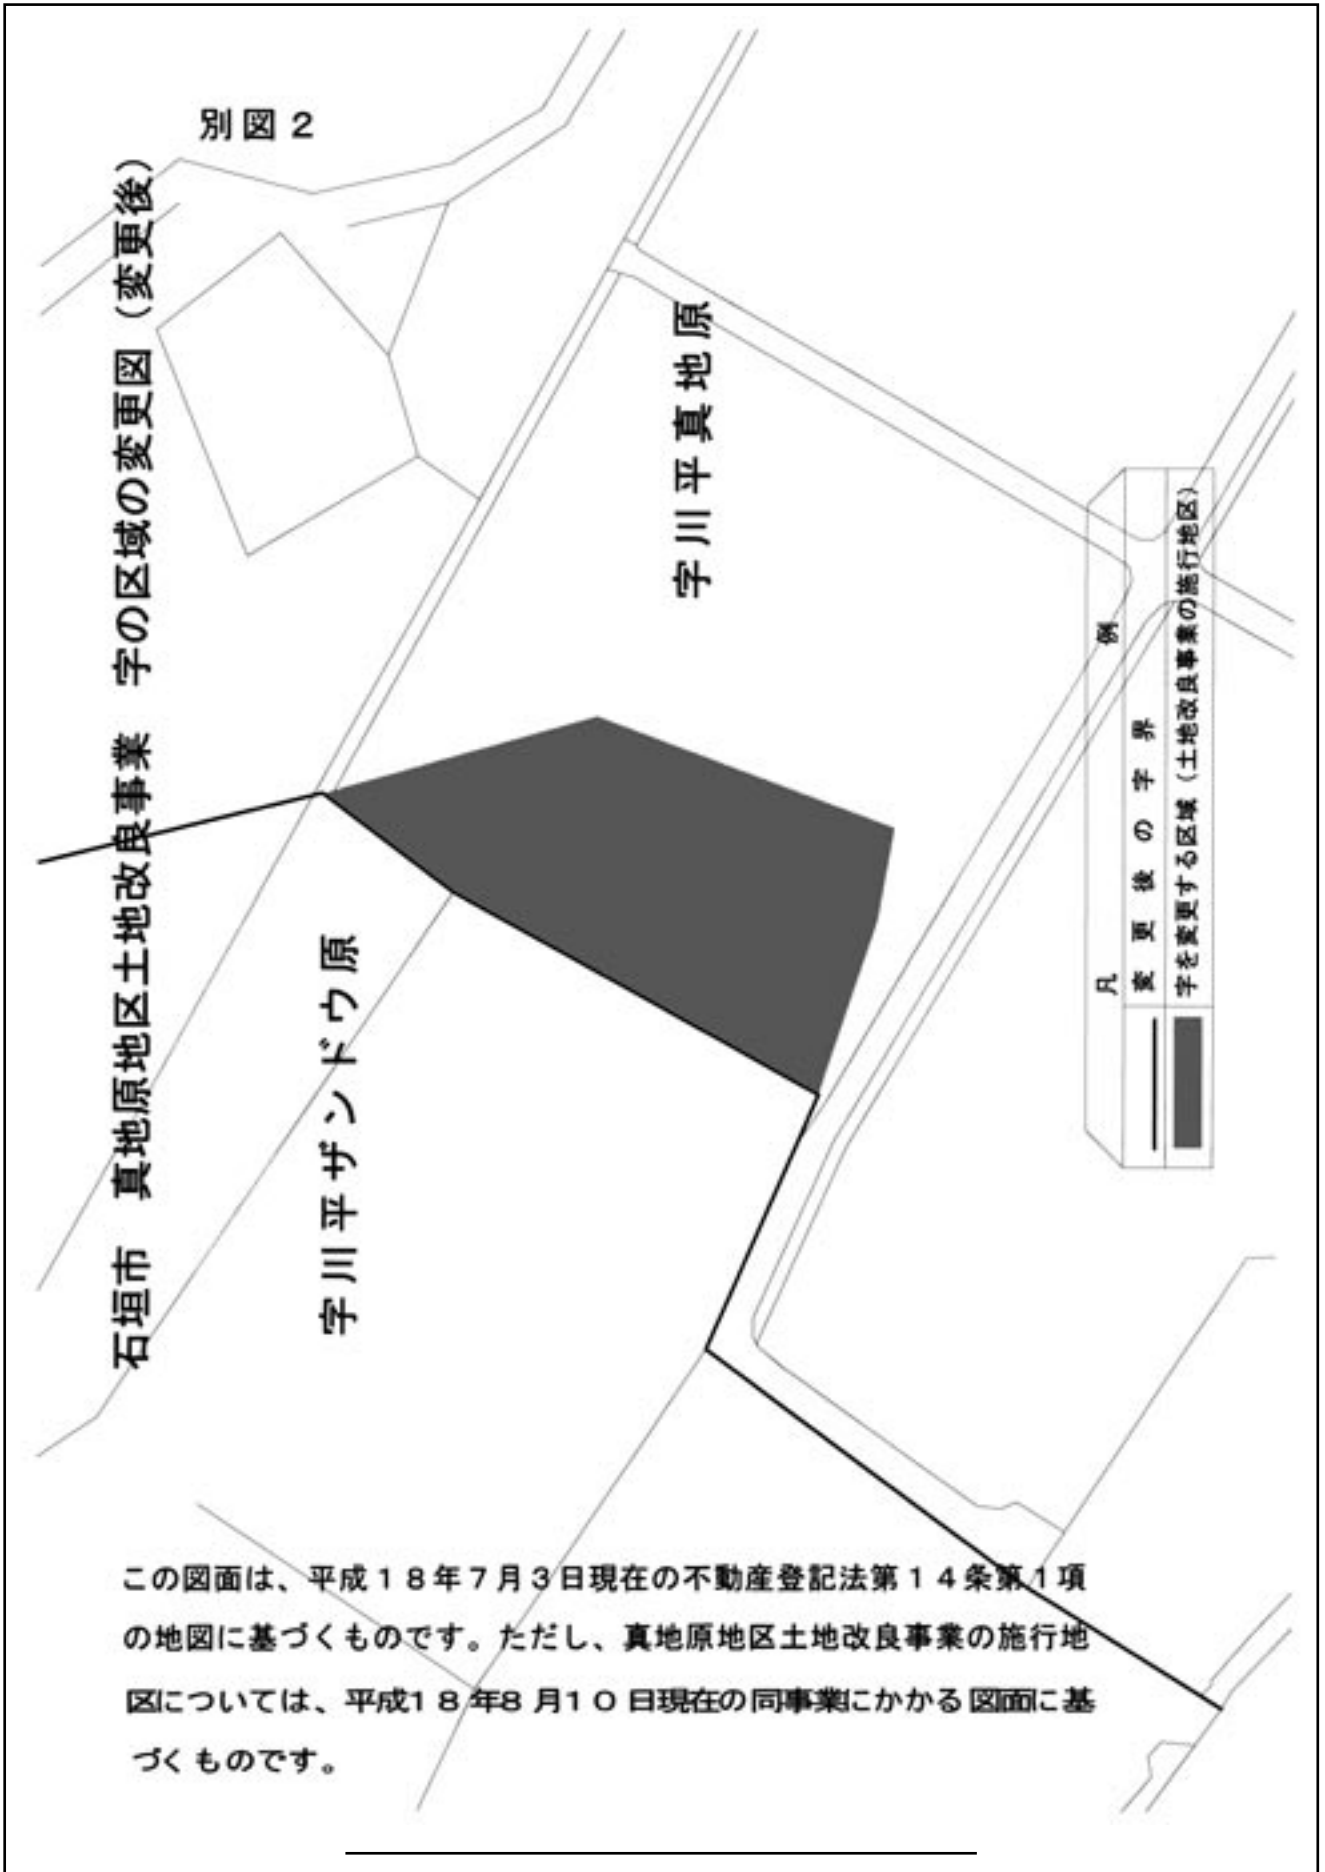 別図２
石垣市　真地原地区土地改良事業　字の区域の変更図（変更後）
字川平真地原
字川平ザンドウ原
凡　例
変更後の字界
字を変更する区域（土地改良事業の施行地区）
この図面は、平成１８年７月３日現在の不動産登記法第１４条第１項
の地図に基づくものです。ただし、真地原地区土地改良事業の施行地
区については、平成１８年８月１０日現在の同事業にかかる図面に基
づくものです。